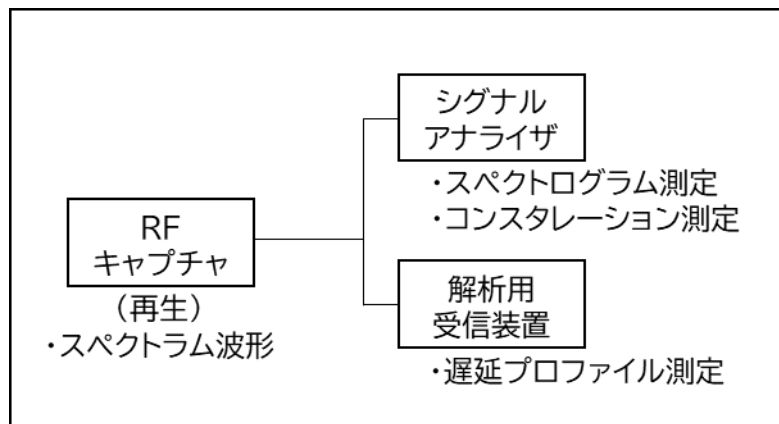 シグナル
アナライザ
・スペクトログラム測定
・コンスタレーション測定
RF
キャプチャ
（再生）
・スペクトラム波形
解析用
受信装置
・遅延プロファイル測定